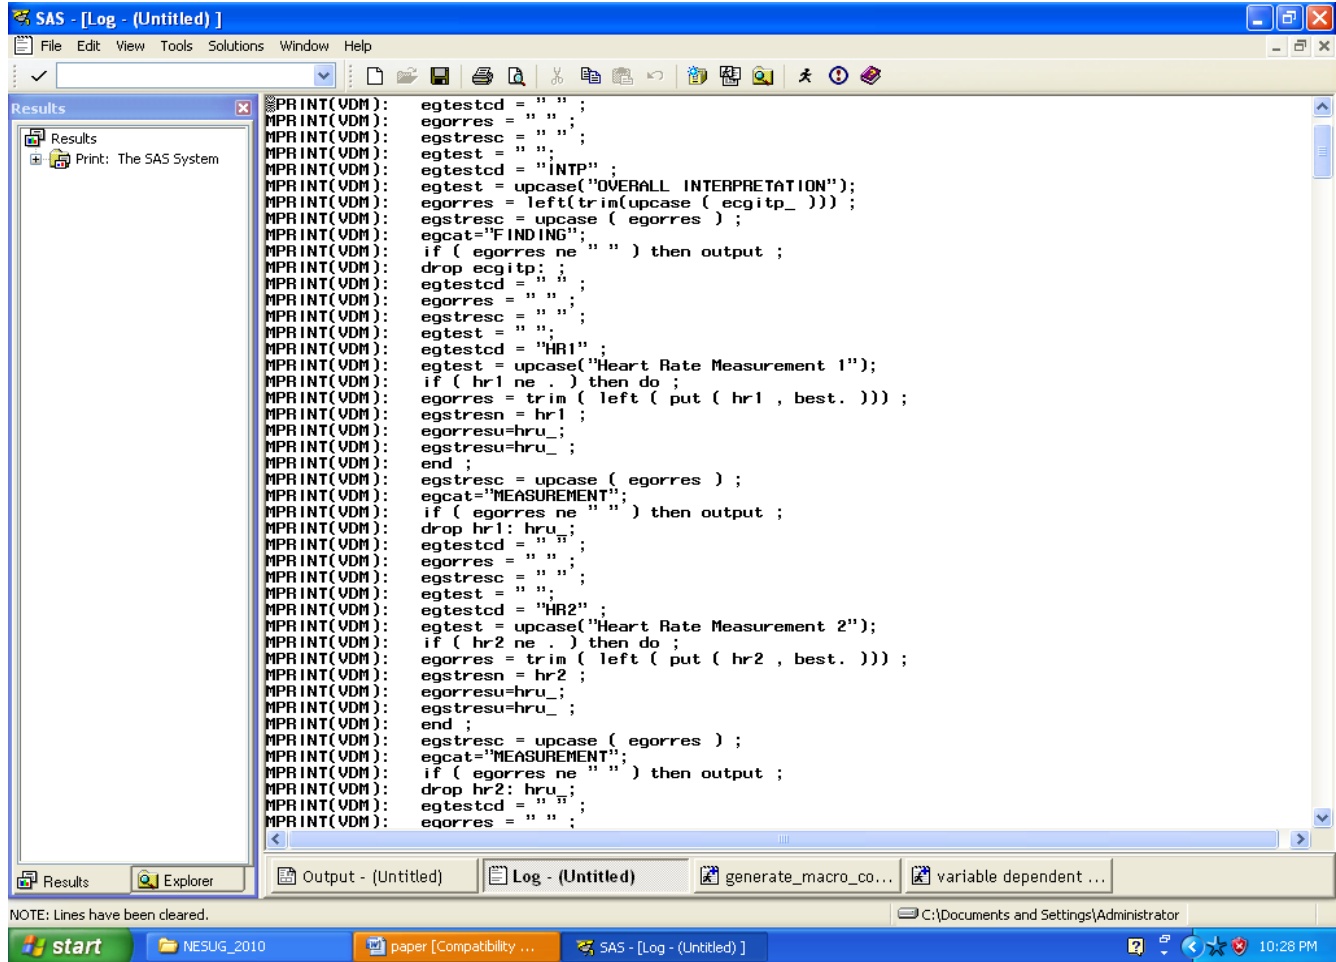 SAS - [Log - (Untitled) ]
File Edit View Tools Solutions Window Help
Results
Results
Print: The SAS System
MPRINT(VDM): egtestcd = " " ;
MPRINT(VDM): egorres = " " ;
MPRINT(VDM): egstresc = " " ;
MPRINT(VDM): egtest = " ";
MPRINT(VDM): egtestcd = "INTP" ;
MPRINT(VDM): egtest = upcase("OVERALL INTERPRETATION");
MPRINT(VDM): egorres = left(trim(upcase ( ecgitp_ ))) ;
MPRINT(VDM): egstresc = upcase ( egorres ) ;
MPRINT(VDM): egcat="FINDING";
MPRINT(VDM): if ( egorres ne " " ) then output ;
MPRINT(VDM): drop ecgitp: ;
MPRINT(VDM): egtestcd = " " ;
MPRINT(VDM): egorres = " " ;
MPRINT(VDM): egstresc = " " ;
MPRINT(VDM): egtest = " ";
MPRINT(VDM): egtestcd = "HR1" ;
MPRINT(VDM): egtest = upcase("Heart Rate Measurement 1");
MPRINT(VDM): if ( hr1 ne . ) then do ;
MPRINT(VDM): egorres = trim ( left ( put ( hr1 , best. ))) ;
MPRINT(VDM): egstresn = hr1 ;
MPRINT(VDM): egorresu=hru_;
MPRINT(VDM): egstresu=hru_ ;
MPRINT(VDM): end ;
MPRINT(VDM): egstresc = upcase ( egorres ) ;
MPRINT(VDM): egcat="MEASUREMENT";
MPRINT(VDM): if ( egorres ne " " ) then output ;
MPRINT(VDM): drop hr1: hru_;
MPRINT(VDM): egtestcd = " " ;
MPRINT(VDM): egorres = " " ;
MPRINT(VDM): egstresc = " " ;
MPRINT(VDM): egtest = " ";
MPRINT(VDM): egtestcd = "HR2" ;
MPRINT(VDM): egtest = upcase("Heart Rate Measurement 2");
MPRINT(VDM): if ( hr2 ne . ) then do ;
MPRINT(VDM): egorres = trim ( left ( put ( hr2 , best. ))) ;
MPRINT(VDM): egstresn = hr2 ;
MPRINT(VDM): egorresu=hru_;
MPRINT(VDM): egstresu=hru_ ;
MPRINT(VDM): end ;
MPRINT(VDM): egstresc = upcase ( egorres ) ;
MPRINT(VDM): egcat="MEASUREMENT";
MPRINT(VDM): if ( egorres ne " " ) then output ;
MPRINT(VDM): drop hr2: hru_;
MPRINT(VDM): egtestcd = " " ;
MPRINT(VDM): egorres = " " ;
Results Explorer
Output - (Untitled) Log - (Untitled) generate_macro_co... variable dependent ...
NOTE: Lines have been cleared. C:\Documents and Settings\Administrator
start NESUG_2010 paper [Compatibility ... SAS - [Log - (Untitled) ] 10:28 PM